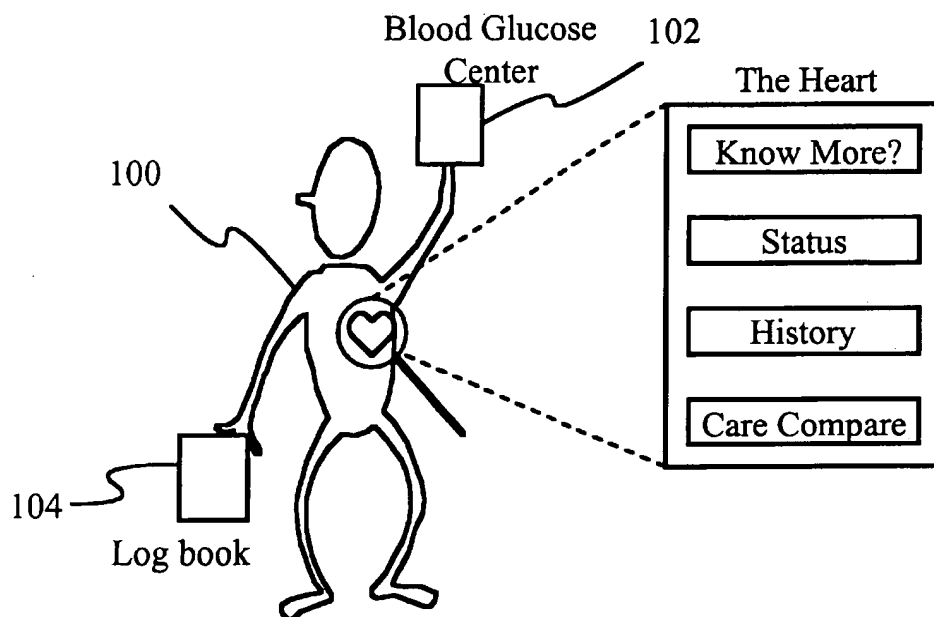 Blood Glucose
Center
102
The Heart
Know More?
100
Status
History
Care Compare
104
Log book